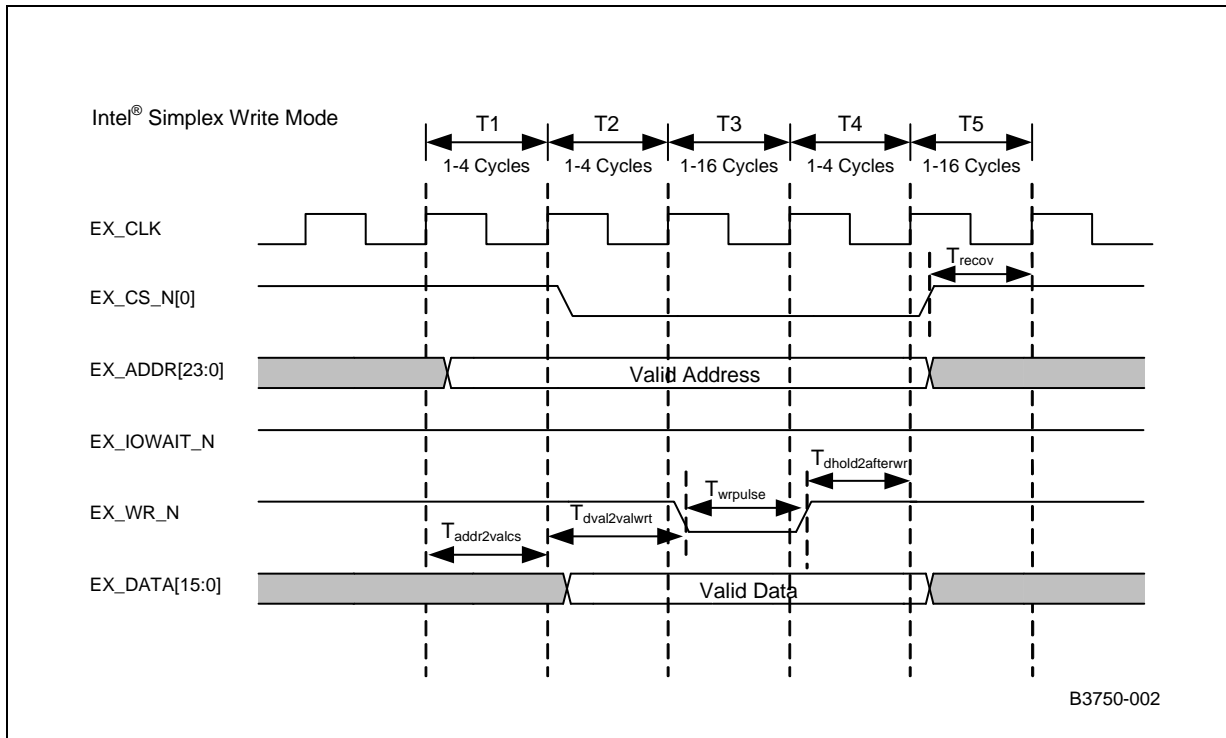 Intel® Simplex Write Mode
T1 T2 T3 T4 T5
1-4 Cycles 1-4 Cycles 1-16 Cycles 1-4 Cycles 1-16 Cycles
EX_CLK
Trecov
EX_CS_N[0]
EX_ADDR[23:0] Valid Address
EX_IOWAIT_N
Tdhold2afterwr
Twrpulse
EX_WR_N
Tdval2valwrt
Taddr2valcs
EX_DATA[15:0] Valid Data
B3750-002